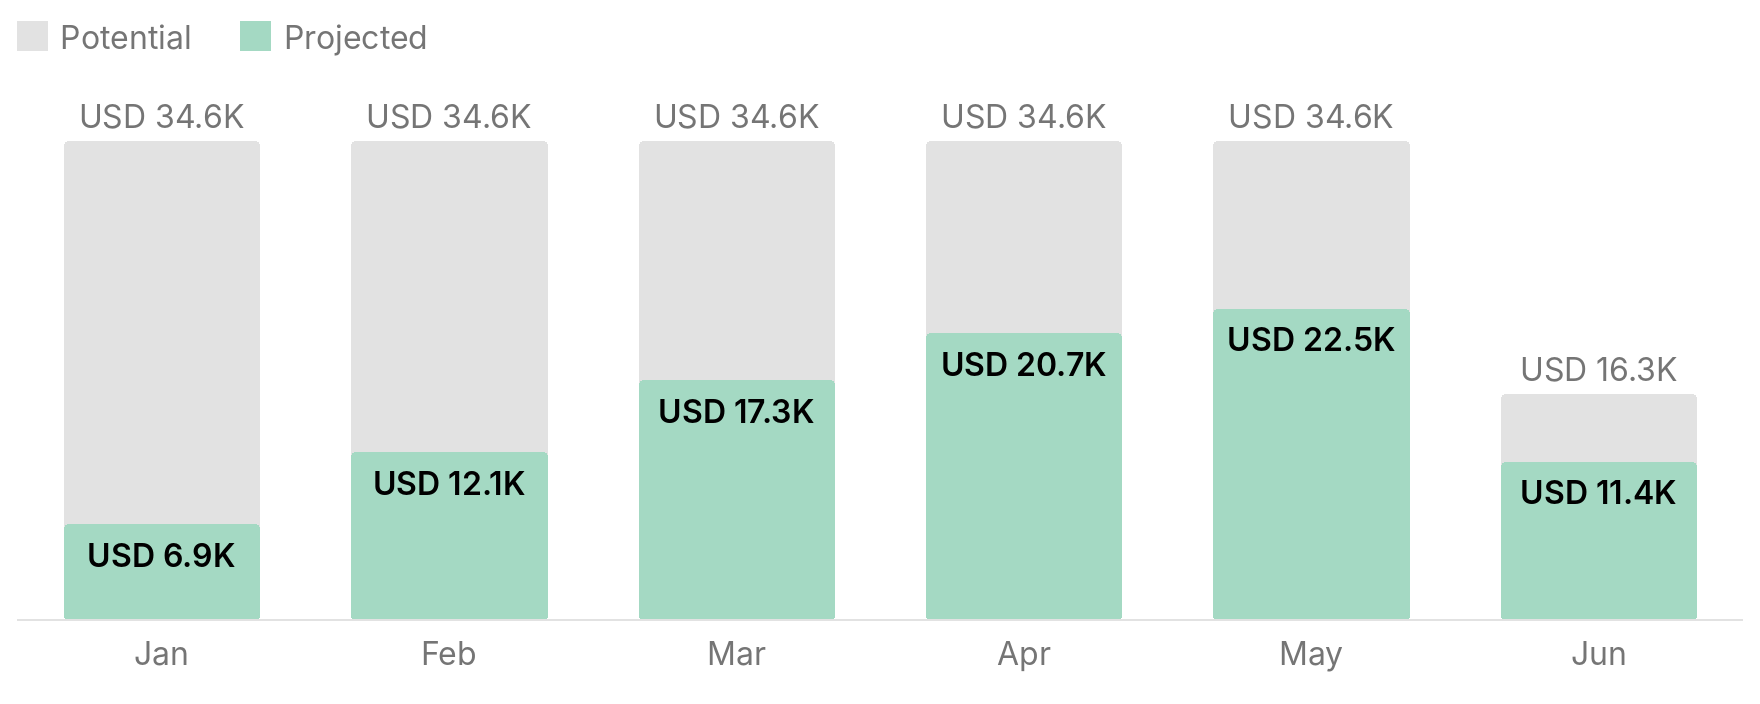 Potential Projected
USD 34.6K USD 34.6K USD 34.6K USD 34.6K USD 34.6K
USD 22.5K
USD 20.7K
USD 16.3K
USD 17.3K
USD 12.1K
USD 11.4K
USD 6.9K
Jan Feb Mar Apr May Jun